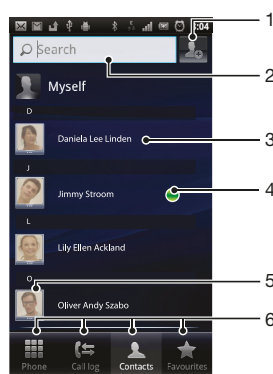 8:04
1
Search
2
Myself
D
Daniela Lee Linden
3
J
Jimmy Stroom
4
L
Lily Ellen Ackland
O
5
Oliver Andy Szabo
6
Phone
Call log
Contacts
Favourites